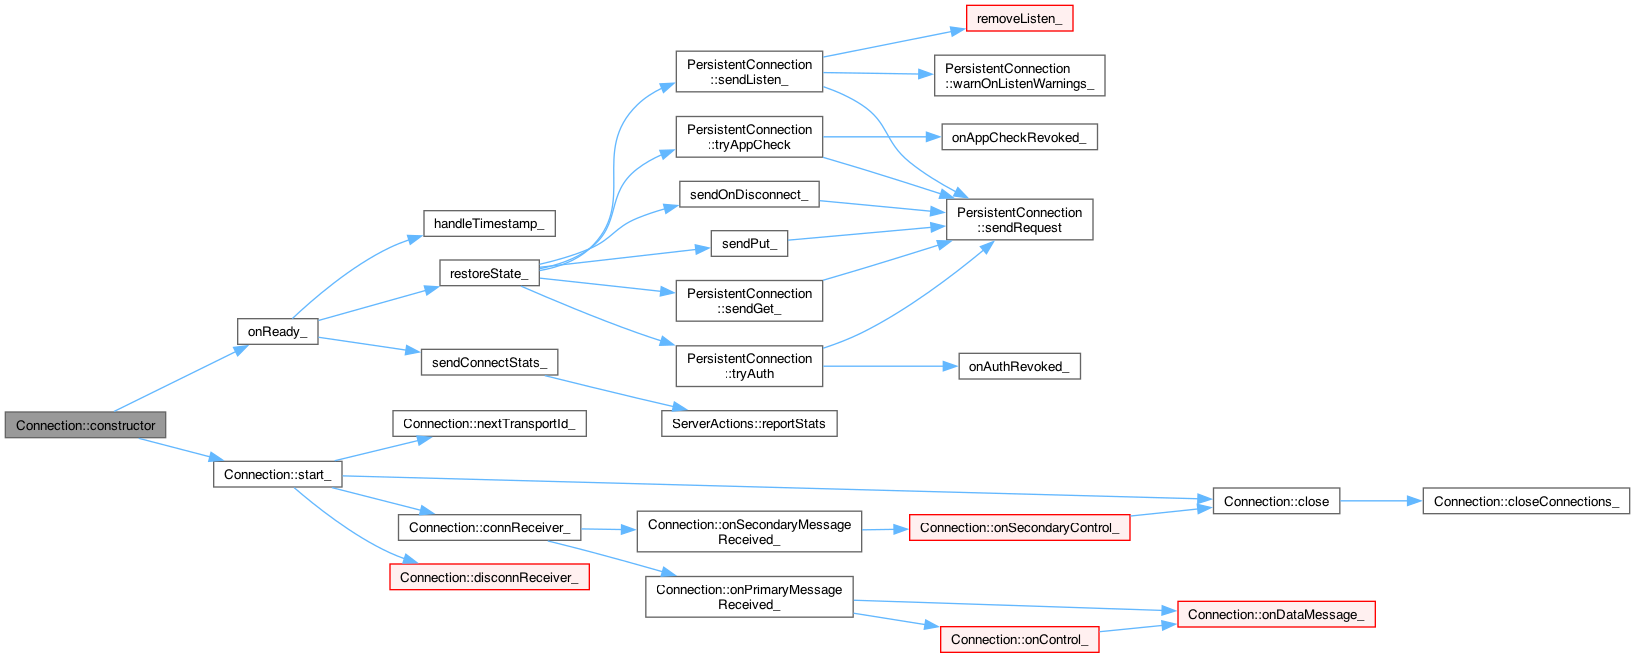 removeListen_
PersistentConnection
::sendListen_
PersistentConnection
::warnOnListenWarnings_
PersistentConnection
::tryAppCheck
onAppCheckRevoked_
sendOnDisconnect_
PersistentConnection
::sendRequest
handleTimestamp_
sendPut_
restoreState_
PersistentConnection
::sendGet_
onReady_
sendConnectStats_
PersistentConnection
::tryAuth
onAuthRevoked_
Connection::constructor
Connection::nextTransportId_
ServerActions::reportStats
Connection::start_
Connection::close
Connection::closeConnections_
Connection::connReceiver_
Connection::onSecondaryMessage
Received_
Connection::onSecondaryControl_
Connection::disconnReceiver_
Connection::onPrimaryMessage
Received_
Connection::onDataMessage_
Connection::onControl_